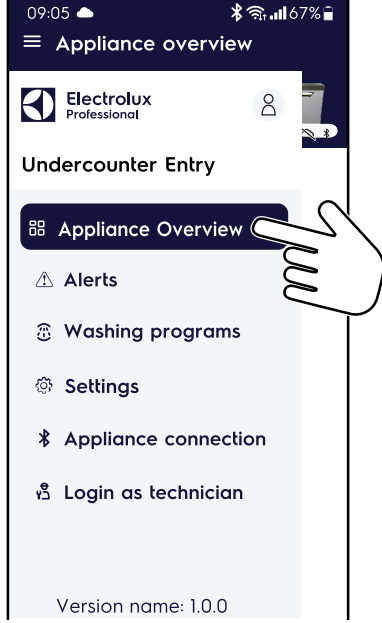 09:05 67%
Appliance overview
Electrolux
Professional
Undercounter Entry
Appliance Overview
Alerts
Washing programs
Settings
Appliance connection
Login as technician
Version name: 1.0.0